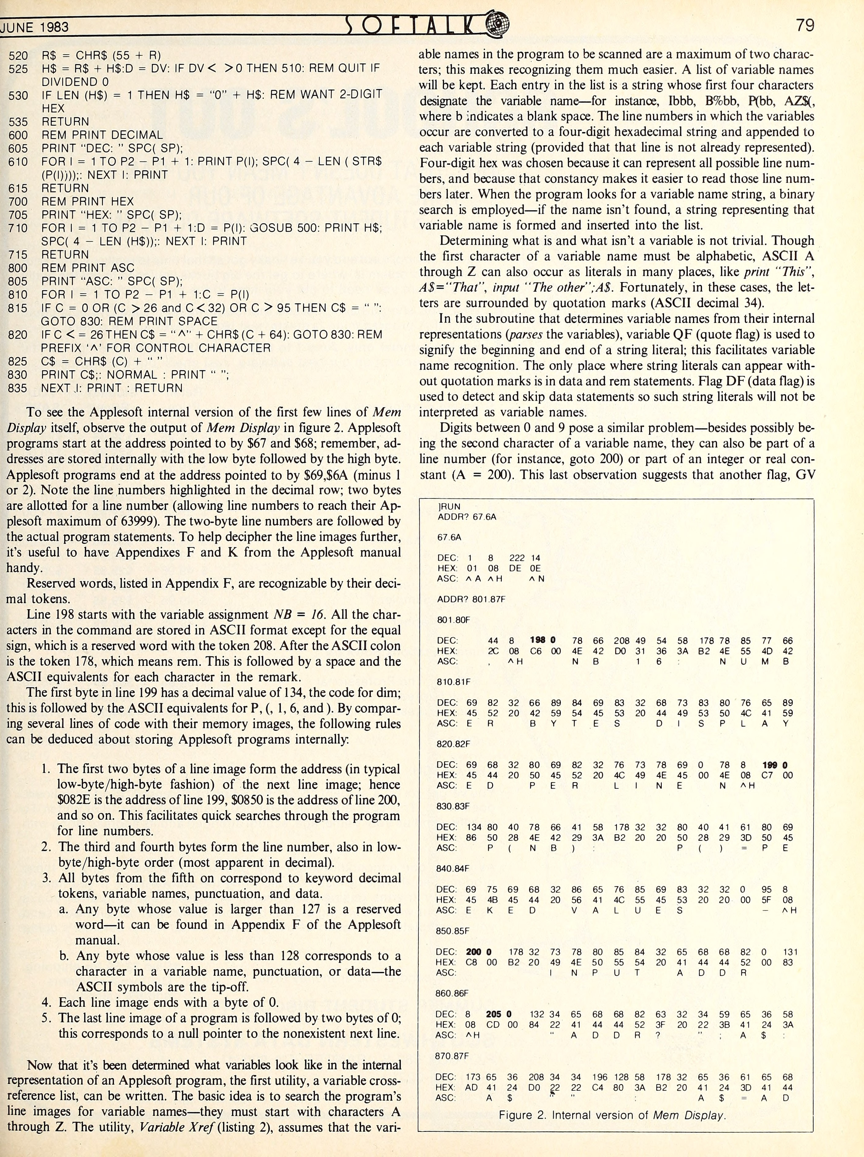 JUNE 1983
SOFTALK
79
520 R$ = CHR$ (55 + R)
525 H$ = R$ + H$:D = DV: IF DV < > 0 THEN 510: REM QUIT IF
DIVIDEND 0
530 IF LEN (H$) = 1 THEN H$ = "0" + H$: REM WANT 2-DIGIT
HEX
535 RETURN
600 REM PRINT DECIMAL
605 PRINT "DEC: " SPC( SP);
610 FOR I = 1 TO P2 – P1 + 1: PRINT P(I); SPC( 4 – LEN ( STR$
(P(I))));: NEXT I: PRINT
615 RETURN
700 REM PRINT HEX
705 PRINT "HEX: " SPC( SP);
710 FOR I = 1 TO P2 – P1 + 1:D = P(I): GOSUB 500: PRINT H$;
SPC( 4 – LEN (H$));: NEXT I: PRINT
715 RETURN
800 REM PRINT ASC
805 PRINT "ASC: " SPC( SP);
810 FOR I = 1 TO P2 – P1 + 1:C = P(I)
815 IF C = 0 OR (C > 26 and C < 32) OR C > 95 THEN C$ = " ":
GOTO 830: REM PRINT SPACE
820 IF C < = 26 THEN C$ = "^" + CHR$ (C + 64): GOTO 830: REM
PREFIX '^' FOR CONTROL CHARACTER
825 C$ = CHR$ (C) + " "
830 PRINT C$;: NORMAL : PRINT " ";
835 NEXT I: PRINT : RETURN
To see the Applesoft internal version of the first few lines of Mem
Display itself, observe the output of Mem Display in figure 2. Applesoft
programs start at the address pointed to by $67 and $68; remember, ad-
dresses are stored internally with the low byte followed by the high byte.
Applesoft programs end at the address pointed to by $69,$6A (minus 1
or 2). Note the line numbers highlighted in the decimal row; two bytes
are allotted for a line number (allowing line numbers to reach their Ap-
plesoft maximum of 63999). The two-byte line numbers are followed by
the actual program statements. To help decipher the line images further,
it's useful to have Appendixes F and K from the Applesoft manual
handy.
Reserved words, listed in Appendix F, are recognizable by their deci-
mal tokens.
Line 198 starts with the variable assignment NB = 16. All the char-
acters in the command are stored in ASCII format except for the equal
sign, which is a reserved word with the token 208. After the ASCII colon
is the token 178, which means rem. This is followed by a space and the
ASCII equivalents for each character in the remark.
The first byte in line 199 has a decimal value of 134, the code for dim;
this is followed by the ASCII equivalents for P, (, 1, 6, and ). By compar-
ing several lines of code with their memory images, the following rules
can be deduced about storing Applesoft programs internally:
1. The first two bytes of a line image form the address (in typical
low-byte/high-byte fashion) of the next line image; hence
$082E is the address of line 199, $0850 is the address of line 200,
and so on. This facilitates quick searches through the program
for line numbers.
2. The third and fourth bytes form the line number, also in low-
byte/high-byte order (most apparent in decimal).
3. All bytes from the fifth on correspond to keyword decimal
tokens, variable names, punctuation, and data.
a. Any byte whose value is larger than 127 is a reserved
word—it can be found in Appendix F of the Applesoft
manual.
b. Any byte whose value is less than 128 corresponds to a
character in a variable name, punctuation, or data—the
ASCII symbols are the tip-off.
4. Each line image ends with a byte of 0.
5. The last line image of a program is followed by two bytes of 0;
this corresponds to a null pointer to the nonexistent next line.
Now that it's been determined what variables look like in the internal
representation of an Applesoft program, the first utility, a variable cross-
reference list, can be written. The basic idea is to search the program's
line images for variable names—they must start with characters A
through Z. The utility, Variable Xref (listing 2), assumes that the vari-
able names in the program to be scanned are a maximum of two charac-
ters; this makes recognizing them much easier. A list of variable names
will be kept. Each entry in the list is a string whose first four characters
designate the variable name—for instance, Ibbb, B%bb, P(bb, AZ$(,
where b indicates a blank space. The line numbers in which the variables
occur are converted to a four-digit hexadecimal string and appended to
each variable string (provided that that line is not already represented).
Four-digit hex was chosen because it can represent all possible line num-
bers, and because that constancy makes it easier to read those line num-
bers later. When the program looks for a variable name string, a binary
search is employed—if the name isn't found, a string representing that
variable name is formed and inserted into the list.
Determining what is and what isn't a variable is not trivial. Though
the first character of a variable name must be alphabetic, ASCII A
through Z can also occur as literals in many places, like print "This",
A$="That", input "The other";A$. Fortunately, in these cases, the let-
ters are surrounded by quotation marks (ASCII decimal 34).
In the subroutine that determines variable names from their internal
representations (parses the variables), variable QF (quote flag) is used to
signify the beginning and end of a string literal; this facilitates variable
name recognition. The only place where string literals can appear with-
out quotation marks is in data and rem statements. Flag DF (data flag) is
used to detect and skip data statements so such string literals will not be
interpreted as variable names.
Digits between 0 and 9 pose a similar problem—besides possibly be-
ing the second character of a variable name, they can also be part of a
line number (for instance, goto 200) or part of an integer or real con-
stant (A = 200). This last observation suggests that another flag, GV
]RUN
ADDR? 67.6A
67.6A
DEC: 1 8 222 14
HEX: 01 08 DE 0E
ASC: ^A ^H ^N
ADDR? 801.87F
801.80F
DEC: 44 8 198 0 78 66 208 49 54 58 178 78 85 77 66
HEX: 2C 08 C6 00 4E 42 D0 31 36 3A B2 4E 55 4D 42
ASC: , ^H N B 1 6 : N U M B
810.81F
DEC: 69 82 32 66 89 84 69 83 32 68 73 83 80 76 65 89
HEX: 45 52 20 42 59 54 45 53 20 44 49 53 50 4C 41 59
ASC: E R B Y T E S D I S P L A Y
820.82F
DEC: 69 68 32 80 69 82 32 76 73 78 69 0 78 8 199 0
HEX: 45 44 20 50 45 52 20 4C 49 4E 45 00 4E 08 C7 00
ASC: E D P E R L I N E N ^H
830.83F
DEC: 134 80 40 78 66 41 58 178 32 32 80 40 41 61 80 69
HEX: 86 50 28 4E 42 29 3A B2 20 20 50 28 29 3D 50 45
ASC: P ( N B ) : P ( ) = P E
840.84F
DEC: 69 75 69 68 32 86 65 76 85 69 83 32 32 0 95 8
HEX: 45 4B 45 44 20 56 41 4C 55 45 53 20 20 00 5F 08
ASC: E K E D V A L U E S – ^H
850.85F
DEC: 200 0 178 32 73 78 80 85 84 32 65 68 68 82 0 131
HEX: C8 00 B2 20 49 4E 50 55 54 20 41 44 44 52 00 83
ASC: I N P U T A D D R
860.86F
DEC: 8 205 0 132 34 65 68 68 82 63 32 34 59 65 36 58
HEX: 08 CD 00 84 22 41 44 44 52 3F 20 22 3B 41 24 3A
ASC: ^H " A D D R ? " ; A $ :
870.87F
DEC: 173 65 36 208 34 34 196 128 58 178 32 65 36 61 65 68
HEX: AD 41 24 D0 22 22 C4 80 3A B2 20 41 24 3D 41 44
ASC: A $ " " : A $ = A D
Figure 2. Internal version of Mem Display.